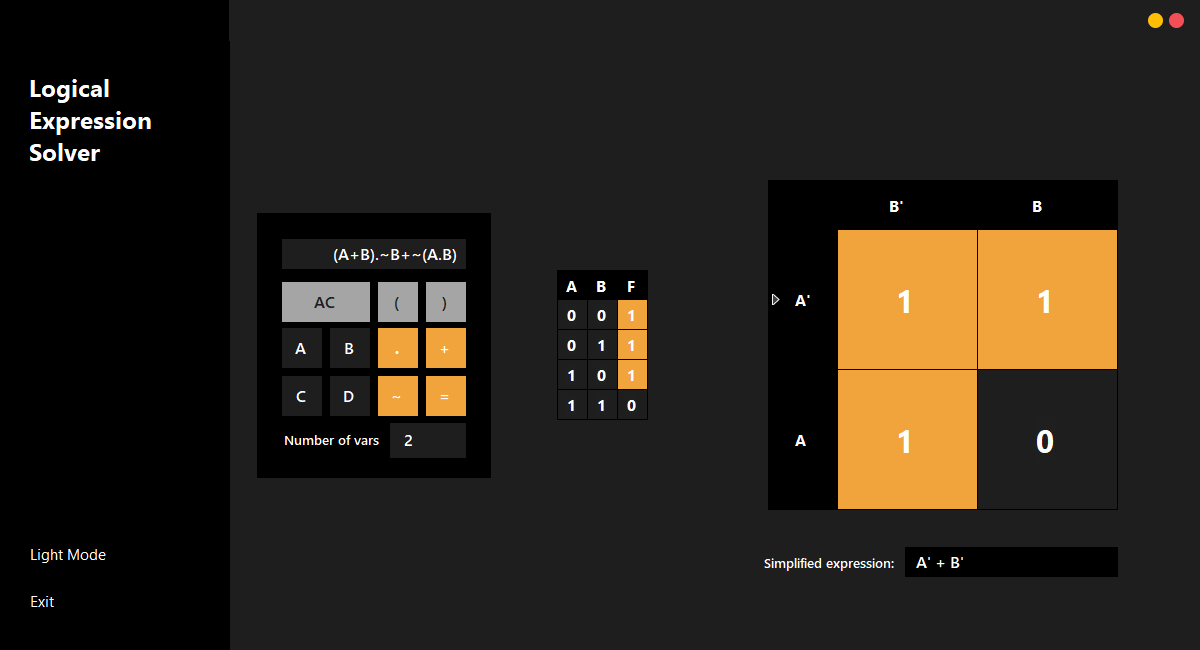 Logical
Expression
Solver
Light Mode
Exit
(A+B).~B+~(A.B)
AC ( )
A B . +
C D ~ =
Number of vars 2
A B F
0 0 1
0 1 1
1 0 1
1 1 0
B' B
A' 1 1
A 1 0
Simplified expression: A' + B'